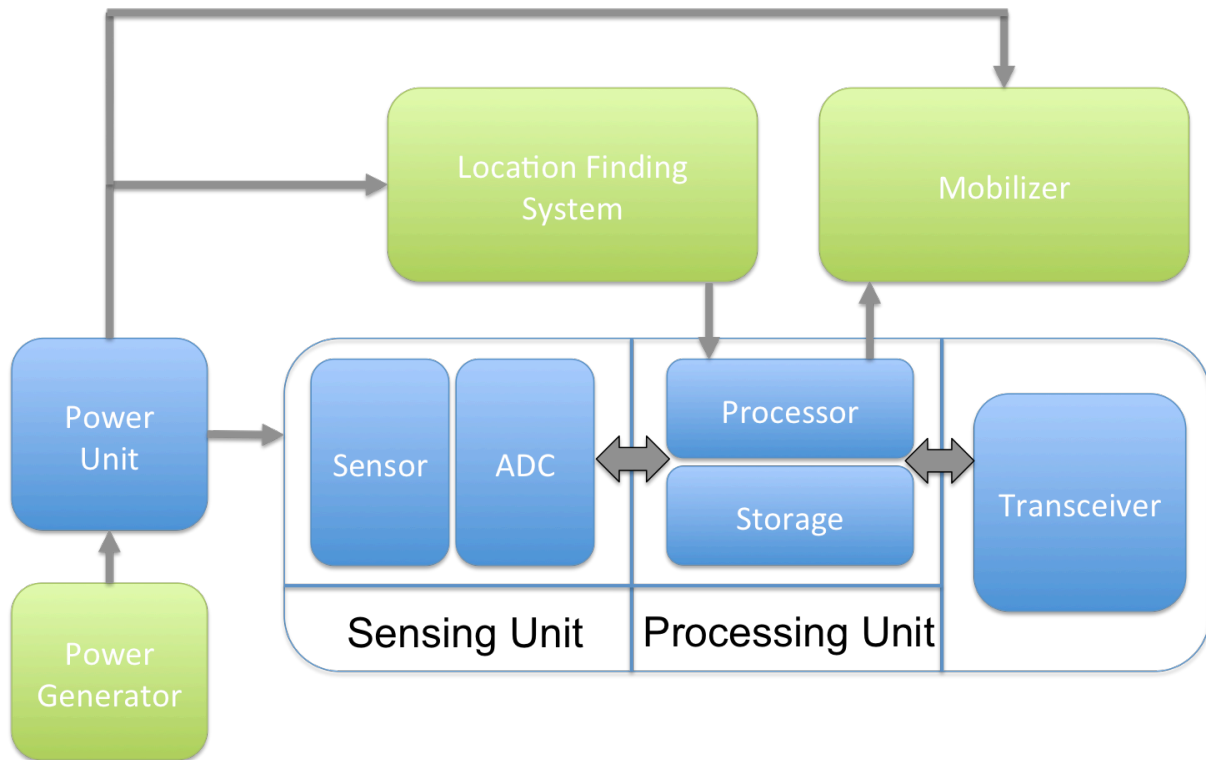 Location Finding
System
Mobilizer
Power
Unit
Sensor
ADC
Processor
Storage
Transceiver
Sensing Unit
Processing Unit
Power
Generator